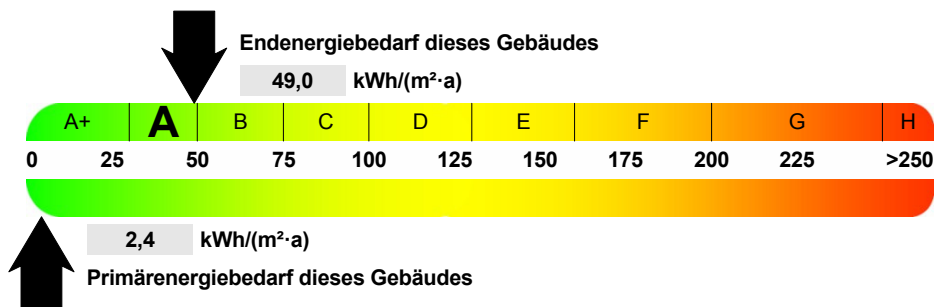 Endenergiebedarf dieses Gebäudes
49,0 kWh/(m²·a)
A+ A B C D E F G H
0 25 50 75 100 125 150 175 200 225 >250
2,4 kWh/(m²·a)
Primärenergiebedarf dieses Gebäudes